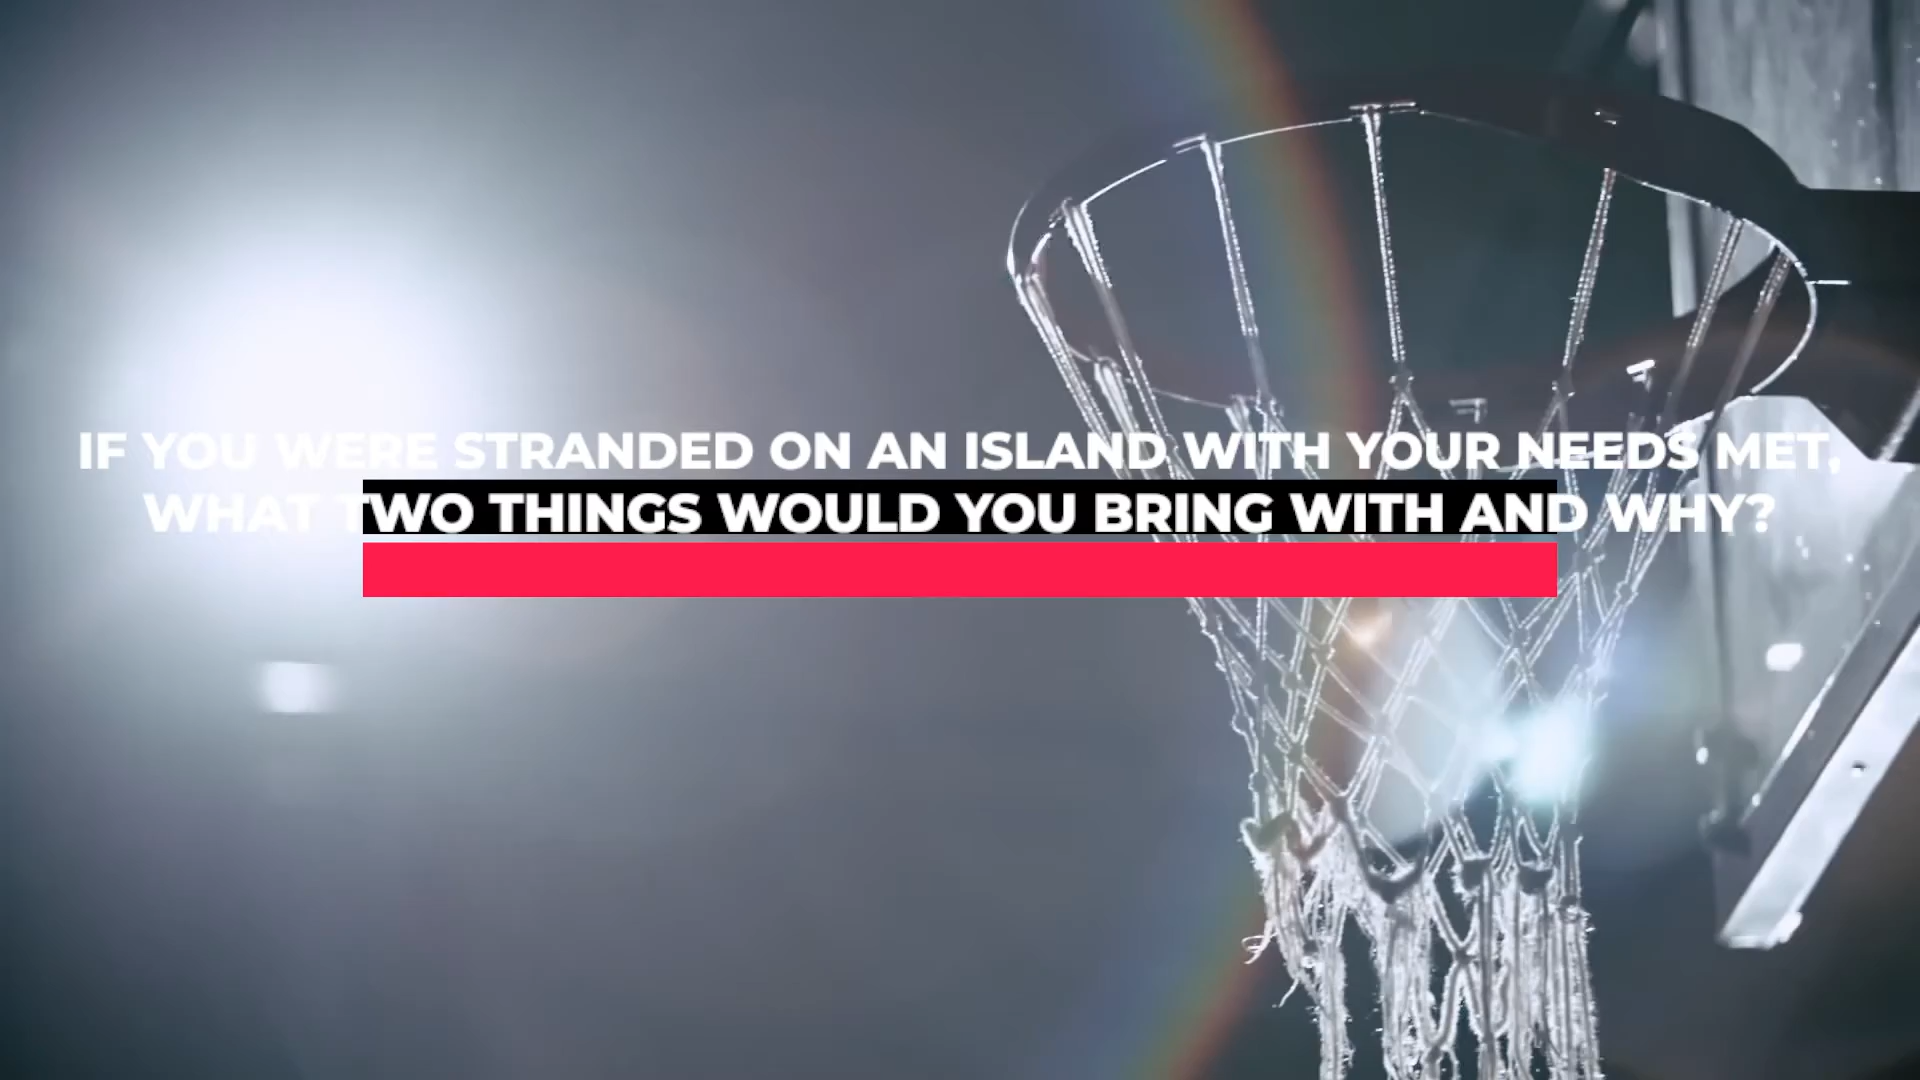 IF YOU WERE STRANDED ON AN ISLAND WITH YOUR NEEDS MET,
WHAT TWO THINGS WOULD YOU BRING WITH AND WHY?